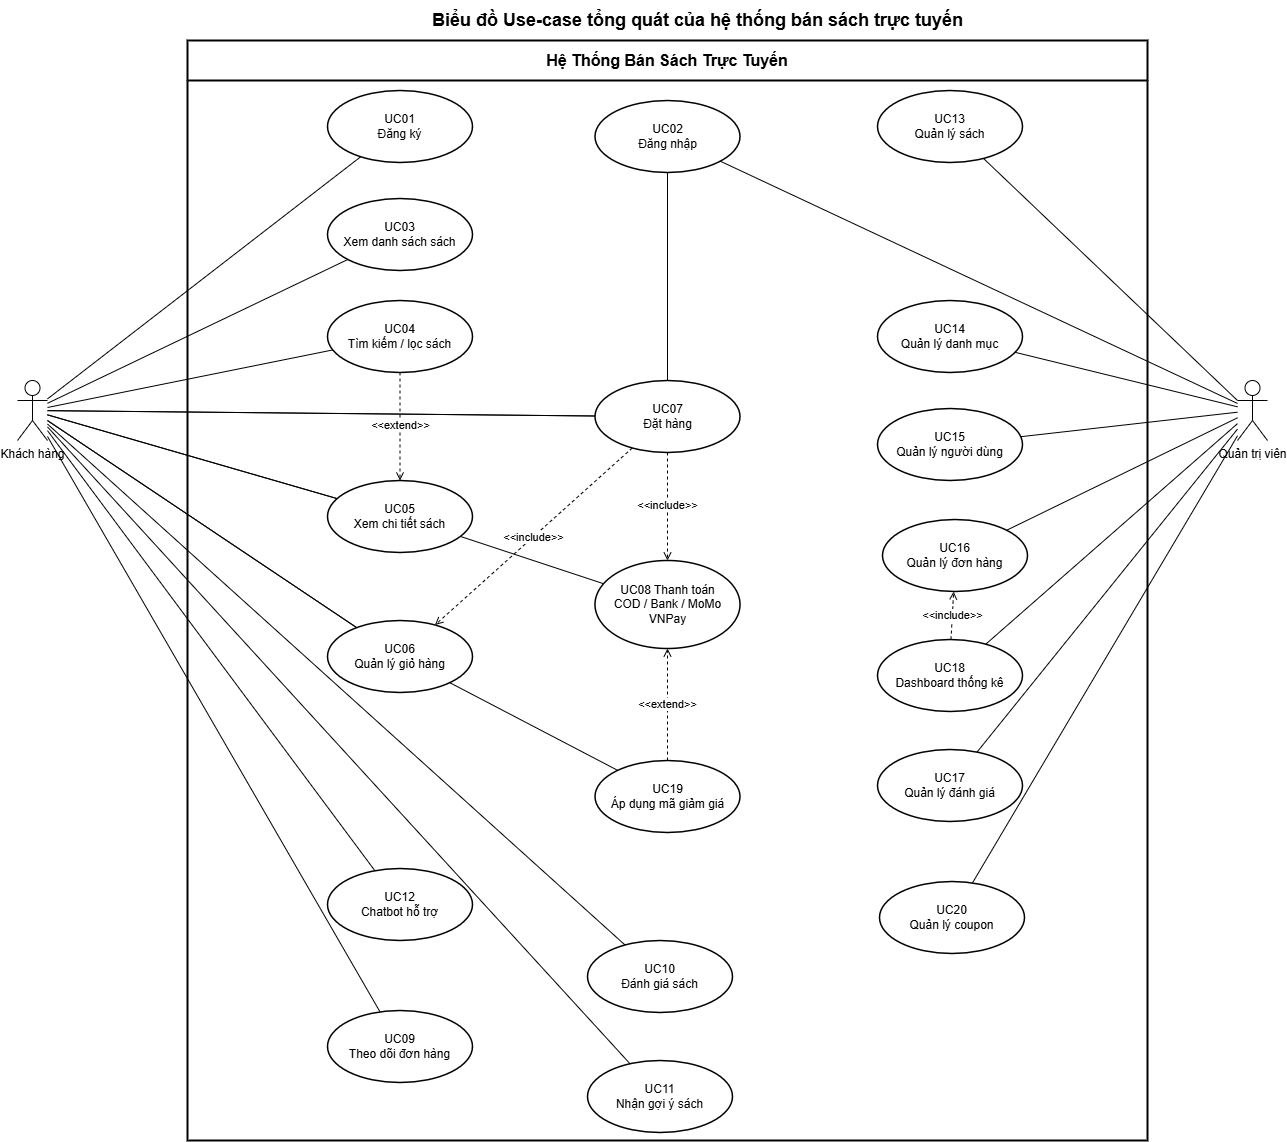 Biểu đồ Use-case tổng quát của hệ thống bán sách trực tuyến
Hệ Thống Bán Sách Trực Tuyến
UC01
Đăng ký
UC02
Đăng nhập
UC13
Quản lý sách
UC03
Xem danh sách sách
UC04
Tìm kiếm / lọc sách
UC14
Quản lý danh mục
<<extend>>
UC07
Đặt hàng
UC15
Quản lý người dùng
Khách hàng
Quản trị viên
UC05
Xem chi tiết sách
<<include>>
<<include>>
UC16
Quản lý đơn hàng
UC08 Thanh toán
COD / Bank / MoMo
VNPay
<<include>>
UC06
Quản lý giỏ hàng
UC18
Dashboard thống kê
<<extend>>
UC19
Áp dụng mã giảm giá
UC17
Quản lý đánh giá
UC12
Chatbot hỗ trợ
UC20
Quản lý coupon
UC10
Đánh giá sách
UC09
Theo dõi đơn hàng
UC11
Nhận gợi ý sách